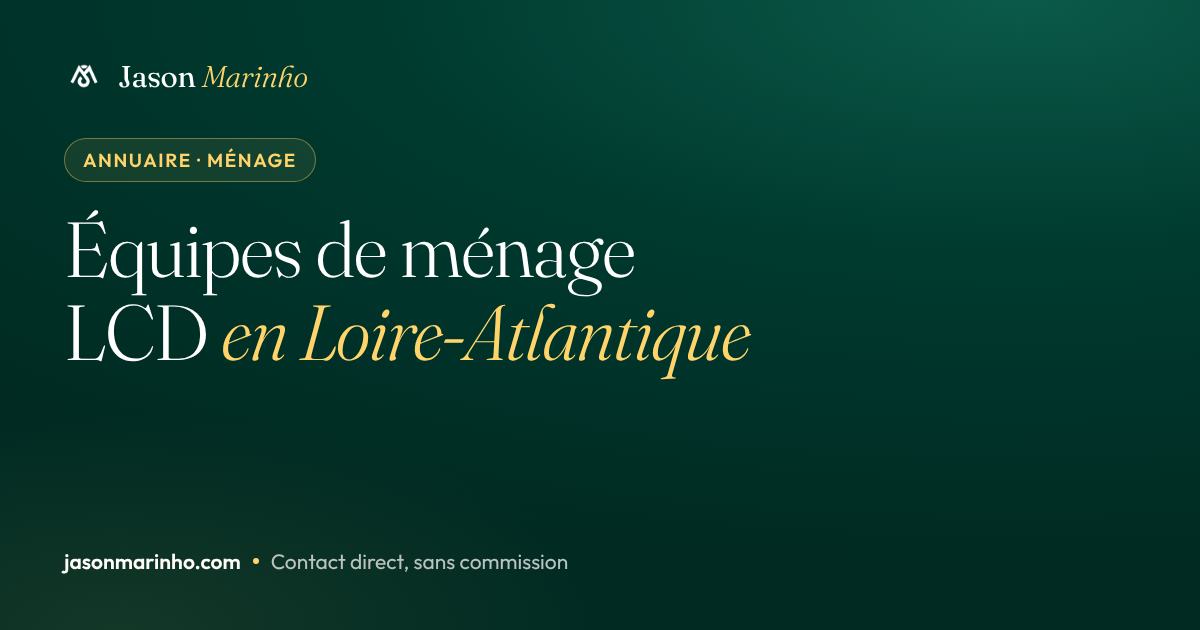 Jason Marinho
ANNUAIRE · MÉNAGE
Équipes de ménage
LCD en Loire-Atlantique
jasonmarinho.com • Contact direct, sans commission